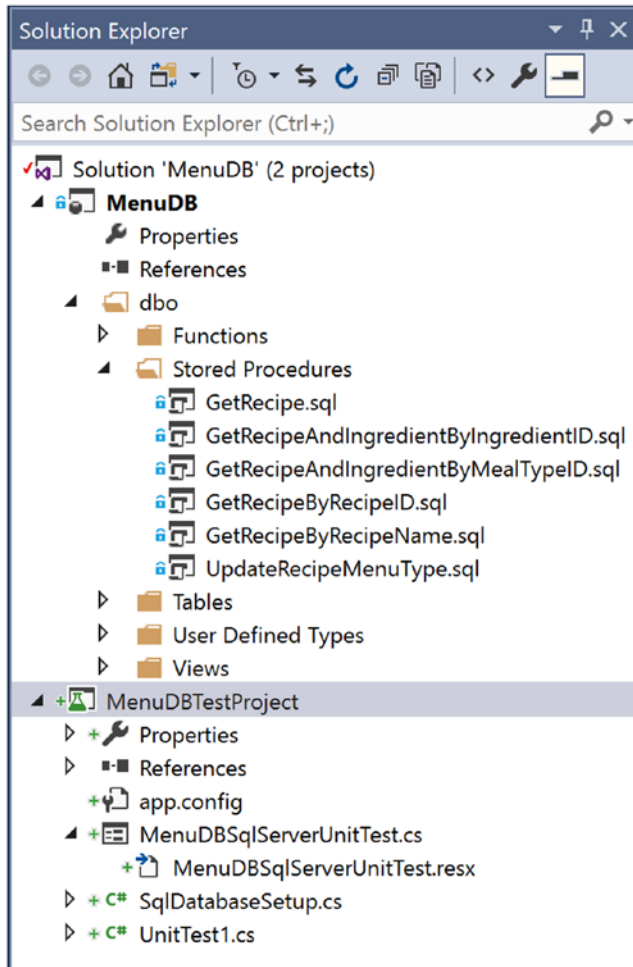 Solution Explorer
Search Solution Explorer (Ctrl+;)
Solution 'MenuDB' (2 projects)
MenuDB
Properties
References
dbo
Functions
Stored Procedures
GetRecipe.sql
GetRecipeAndIngredientByIngredientID.sql
GetRecipeAndIngredientByMealTypeID.sql
GetRecipeByRecipeID.sql
GetRecipeByRecipeName.sql
UpdateRecipeMenuType.sql
Tables
User Defined Types
Views
MenuDBTestProject
Properties
References
app.config
MenuDBSqlServerUnitTest.cs
MenuDBSqlServerUnitTest.resx
C# SqlDatabaseSetup.cs
C# UnitTest1.cs